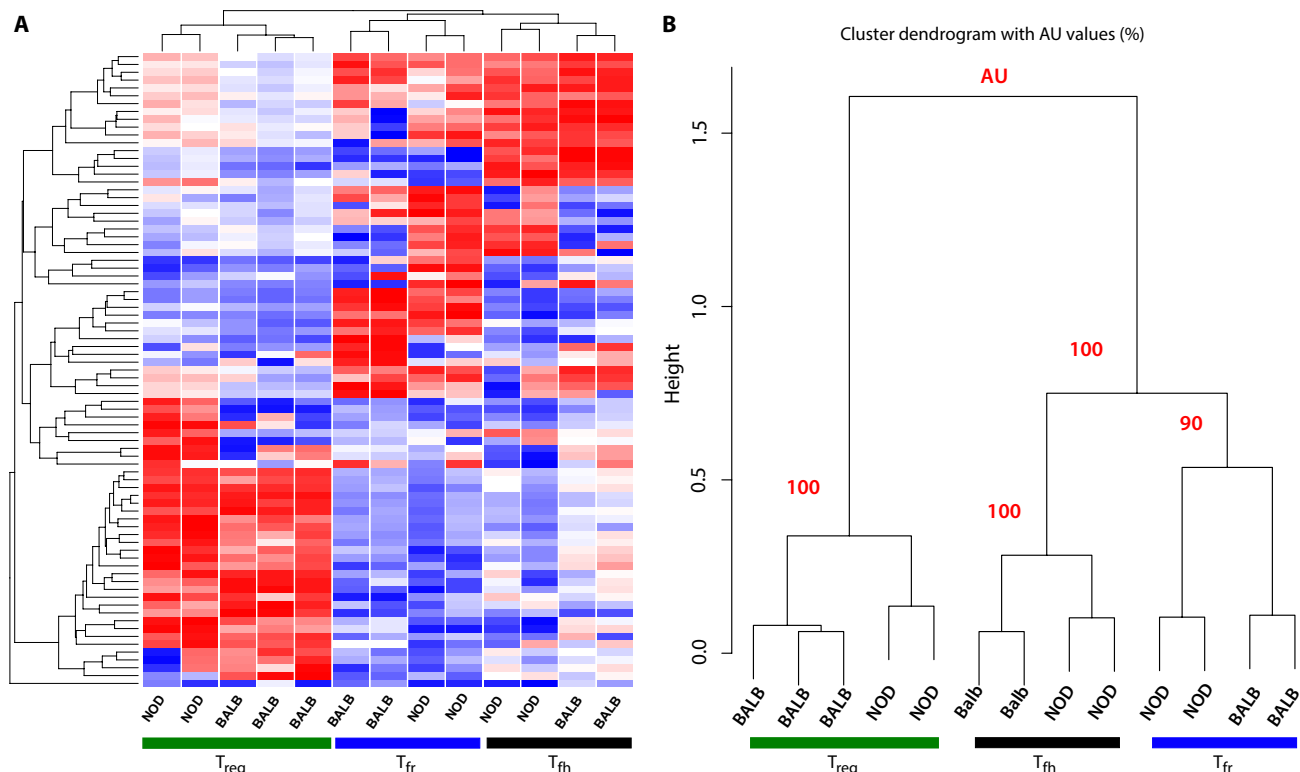 A
NOD NOD BALB BALB BALB BALB BALB NOD NOD NOD NOD BALB BALB
Treg Tfr Tfh
B
Cluster dendrogram with AU values (%)
AU
1.5
1.0
100
Height
90
0.5
100
100
0.0
BALB BALB BALB NOD NOD Balb Balb NOD NOD NOD NOD BALB BALB
Treg Tfh Tfr